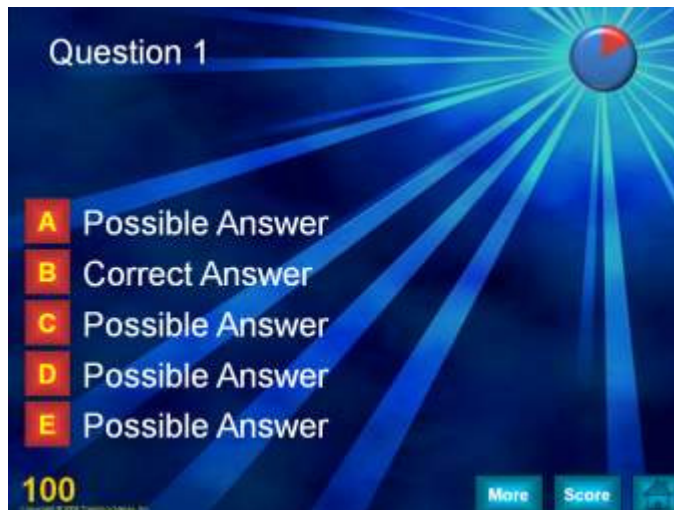 Question 1
A Possible Answer
B Correct Answer
C Possible Answer
D Possible Answer
E Possible Answer
100
More Score